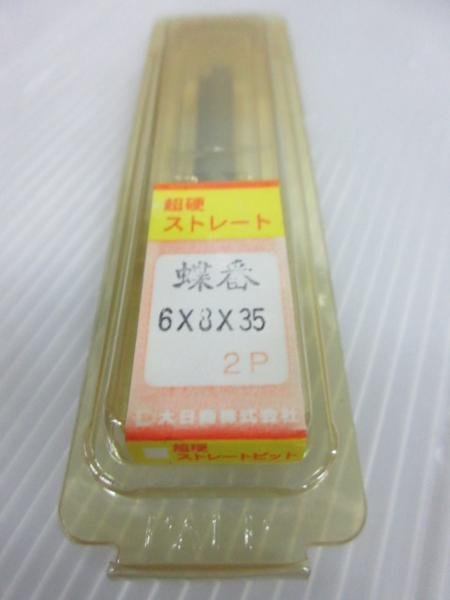 超硬
ストレート
蝶番
6X8X35
2P
大日商株式会社
超硬
ストレートビット